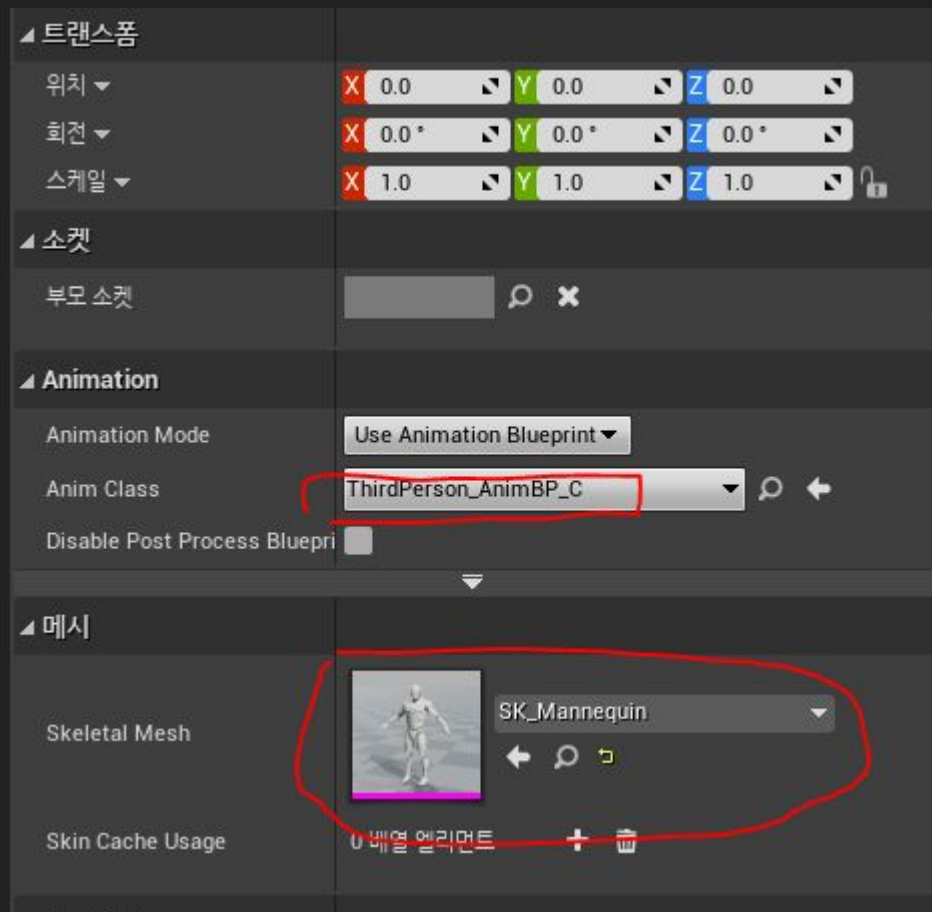 트랜스폼
위치 X 0.0 Y 0.0 Z 0.0
회전 X 0.0° Y 0.0° Z 0.0°
스케일 X 1.0 Y 1.0 Z 1.0
소켓
부모 소켓
Animation
Animation Mode Use Animation Blueprint
Anim Class ThirdPerson_AnimBP_C
Disable Post Process Bluepri
메시
Skeletal Mesh SK_Mannequin
Skin Cache Usage 0 배열 엘리먼트